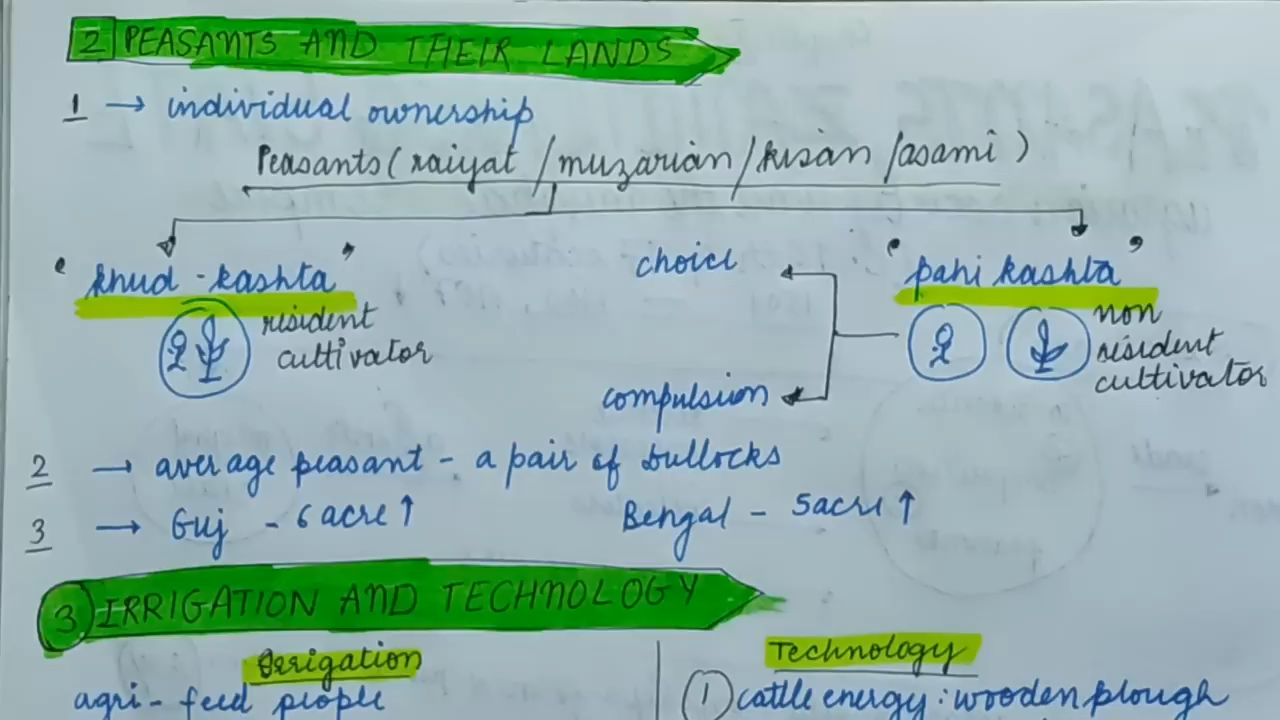 2 PEASANTS AND THEIR LANDS
1 → individual ownership
Peasants (raiyat / muzarian / kisan / asami)
"khud-kashta"
choice
"pahi kashta"
resident cultivator
non resident cultivator
compulsion
2 → average peasant - a pair of bullocks
3 → Guj - 6 acre ↑ Bengal - 5 acre ↑
3 IRRIGATION AND TECHNOLOGY
Irrigation
Technology
agri - feed people
1 cattle energy: wooden plough